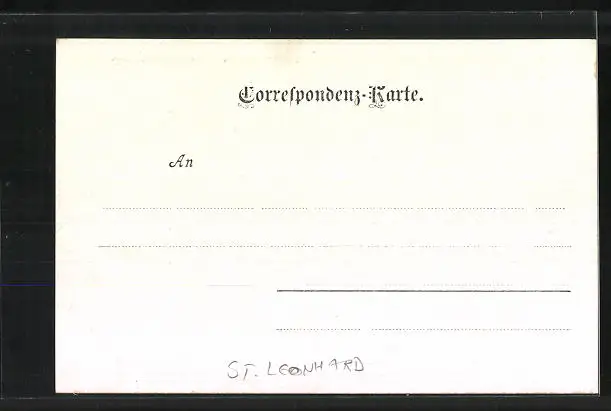 Correspondenz-Karte.
An
ST. LEONHARD